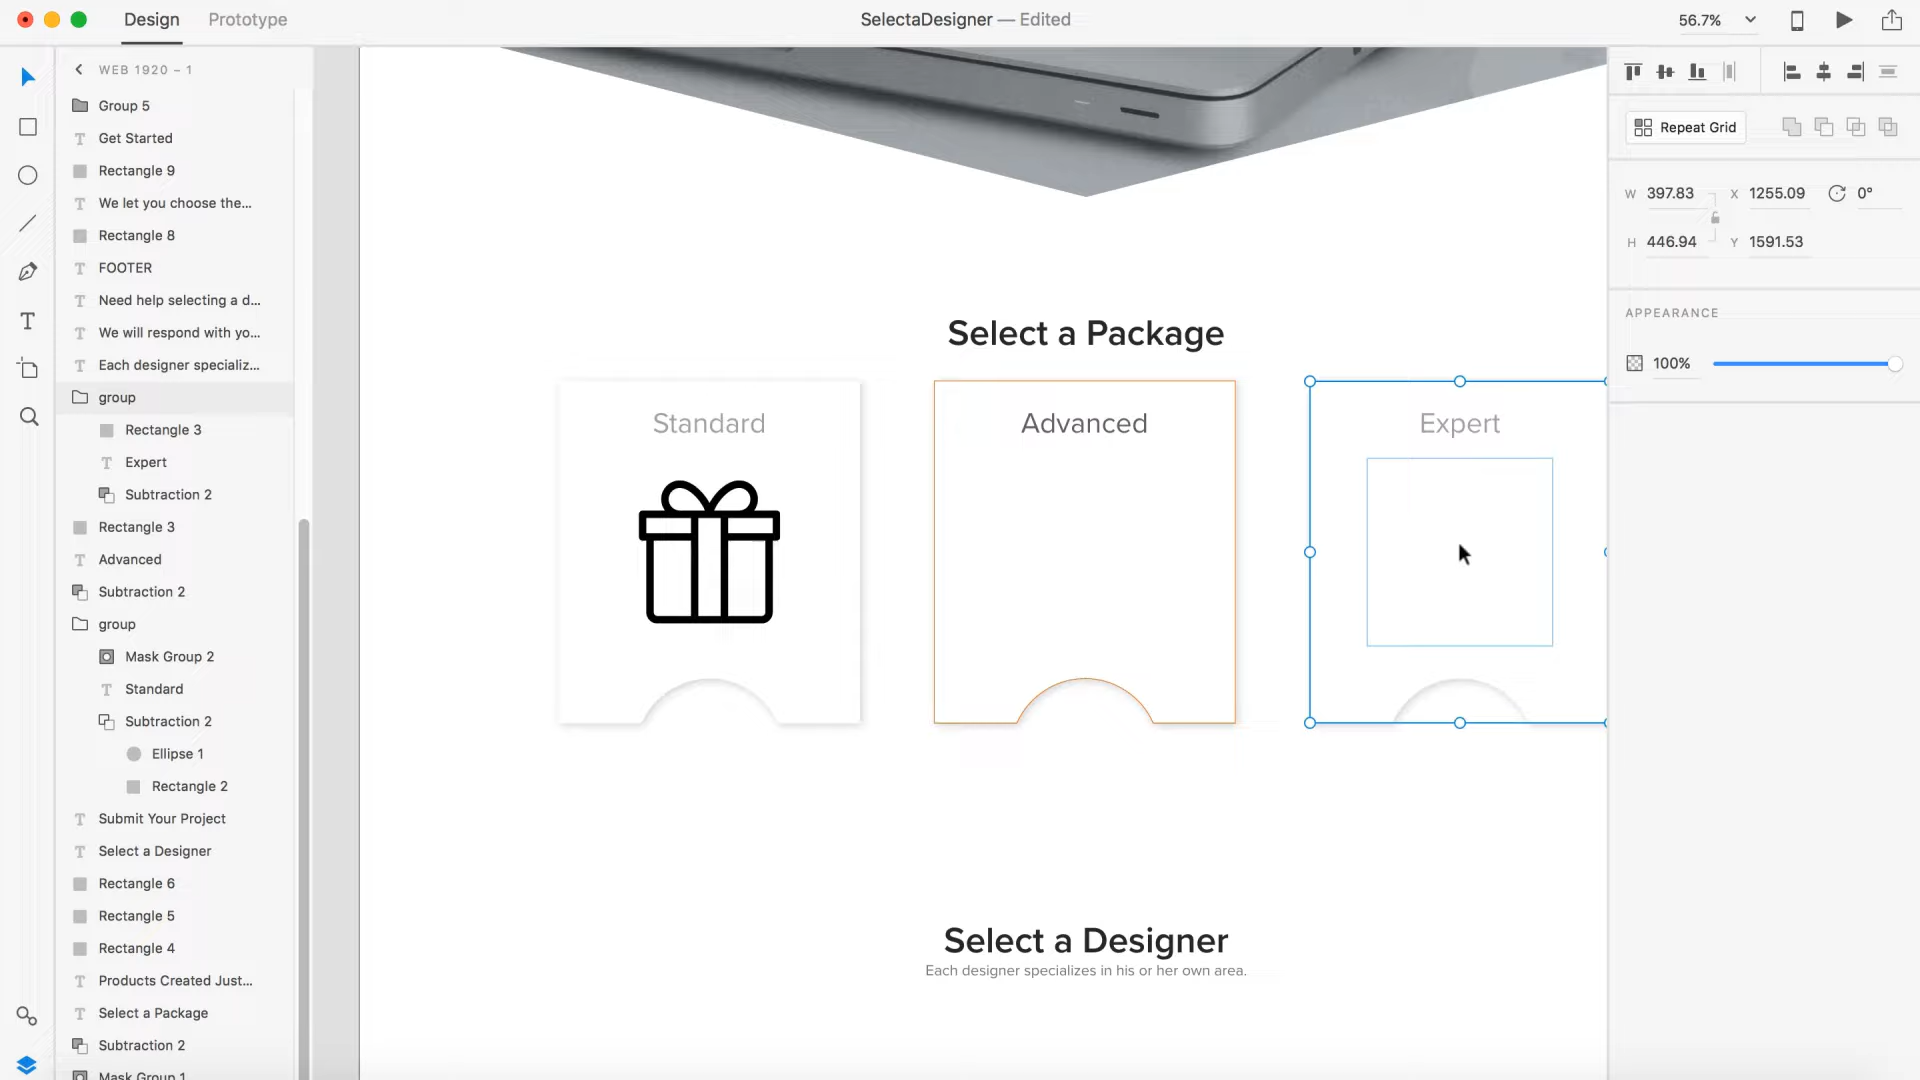 Design
Prototype
SelectaDesigner — Edited
56.7%
WEB 1920 – 1
Group 5
Get Started
Rectangle 9
We let you choose the...
Rectangle 8
FOOTER
Need help selecting a d...
We will respond with yo...
Each designer specializ...
group
Rectangle 3
Expert
Subtraction 2
Rectangle 3
Advanced
Subtraction 2
group
Mask Group 2
Standard
Subtraction 2
Ellipse 1
Rectangle 2
Submit Your Project
Select a Designer
Rectangle 6
Rectangle 5
Rectangle 4
Products Created Just...
Select a Package
Subtraction 2
Mask Group 1
Select a Package
Standard
Advanced
Expert
Select a Designer
Each designer specializes in his or her own area.
Repeat Grid
W 397.83 X 1255.09 0°
H 446.94 Y 1591.53
APPEARANCE
100%